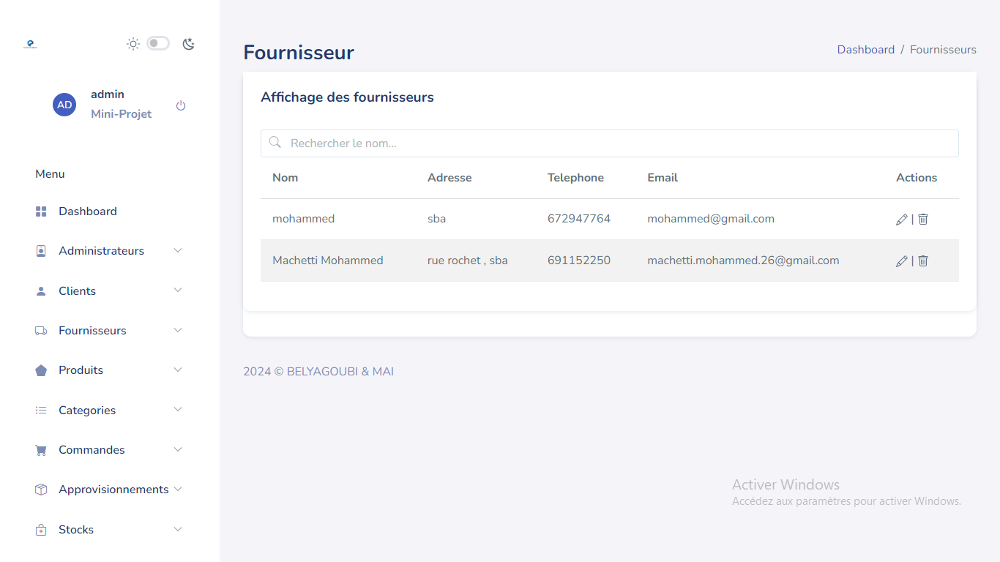 admin
AD
Mini-Projet
Menu
Dashboard
Administrateurs
Clients
Fournisseurs
Produits
Categories
Commandes
Approvisionnements
Stocks
Fournisseur
Dashboard / Fournisseurs
Affichage des fournisseurs
Rechercher le nom...
Nom Adresse Telephone Email Actions
mohammed sba 672947764 mohammed@gmail.com |
Machetti Mohammed rue rochet , sba 691152250 machetti.mohammed.26@gmail.com |
2024 © BELYAGOUBI & MAI
Activer Windows
Accédez aux paramètres pour activer Windows.